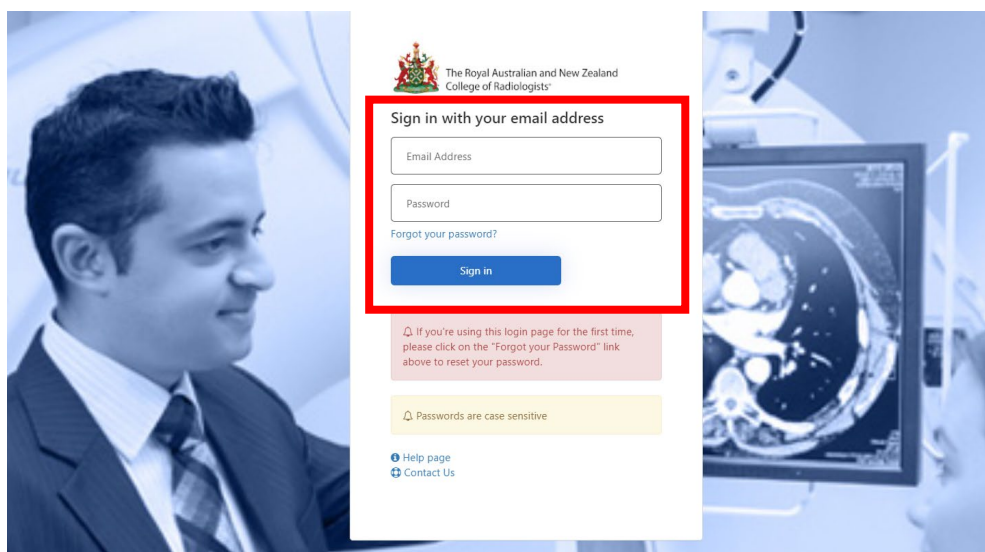 The Royal Australian and New Zealand
College of Radiologists®
Sign in with your email address
Email Address
Password
Forgot your password?
Sign in
If you're using this login page for the first time,
please click on the "Forgot your Password" link
above to reset your password.
Passwords are case sensitive
Help page
Contact Us